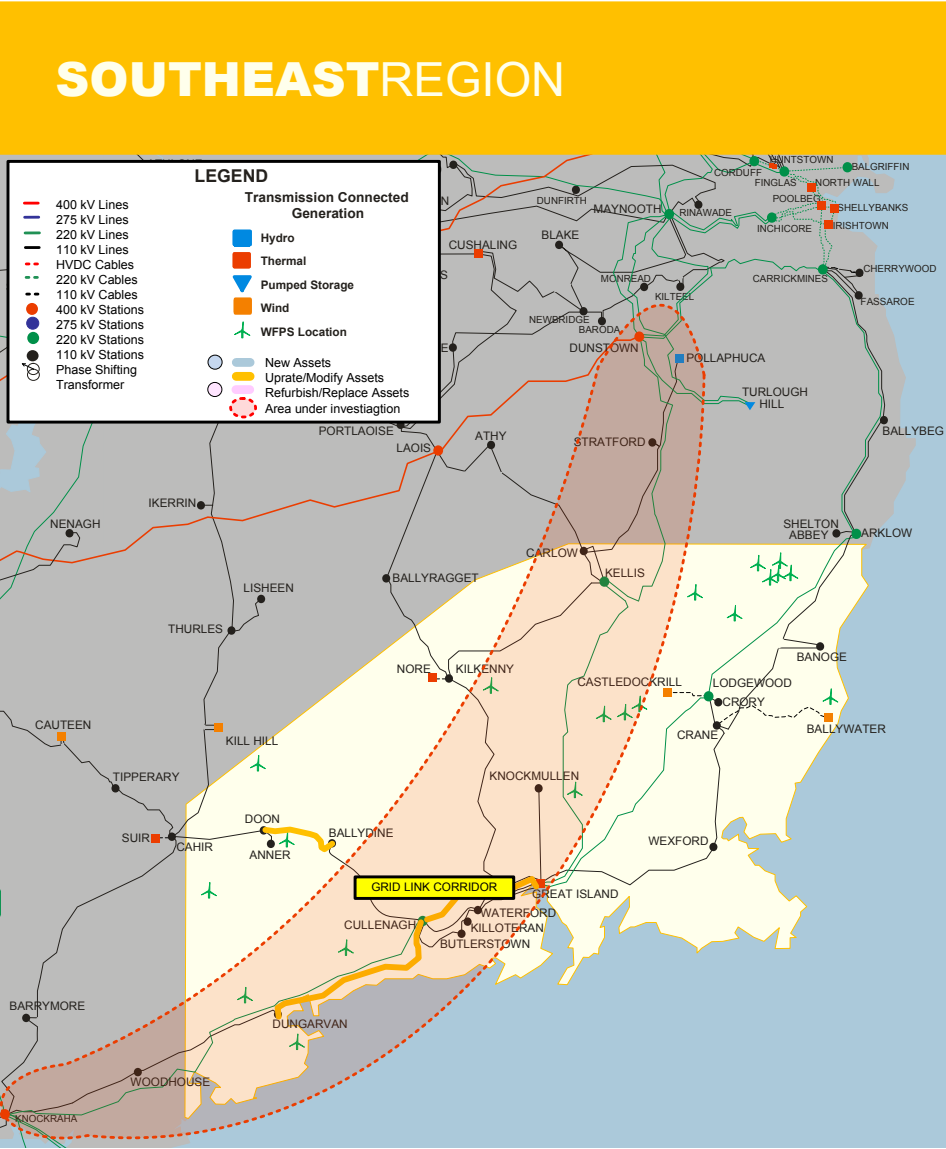 SOUTHEASTREGION
LEGEND
400 kV Lines
275 kV Lines
220 kV Lines
110 kV Lines
HVDC Cables
220 kV Cables
110 kV Cables
400 kV Stations
275 kV Stations
220 kV Stations
110 kV Stations
Phase Shifting
Transformer
Transmission Connected
Generation
Hydro
Thermal
Pumped Storage
Wind
WFPS Location
New Assets
Uprate/Modify Assets
Refurbish/Replace Assets
Area under investiagtion
CORDUFF
FINGLAS
BALGRIFFIN
NORTH WALL
POOLBEG
SHELLYBANKS
IRISHTOWN
INCHICORE
DUNFIRTH
MAYNOOTH
RINAWADE
CUSHALING
BLAKE
MONREAD
KILTEEL
CARRICKMINES
CHERRYWOOD
FASSAROE
NEWBRIDGE
BARODA
DUNSTOWN
POLLAPHUCA
TURLOUGH
HILL
BALLYBEG
PORTLAOISE
LAOIS
ATHY
STRATFORD
IKERRIN
NENAGH
SHELTON
ABBEY
ARKLOW
CARLOW
KELLIS
BALLYRAGGET
LISHEEN
THURLES
BANOGE
NORE
KILKENNY
CASTLEDOCKRILL
LODGEWOOD
CRORY
CRANE
BALLYWATER
CAUTEEN
KILL HILL
TIPPERARY
KNOCKMULLEN
DOON
BALLYDINE
SUIR
CAHIR
ANNER
WEXFORD
GRID LINK CORRIDOR
GREAT ISLAND
WATERFORD
CULLENAGH
KILLOTERAN
BUTLERSTOWN
BARRYMORE
DUNGARVAN
WOODHOUSE
KNOCKRAHA